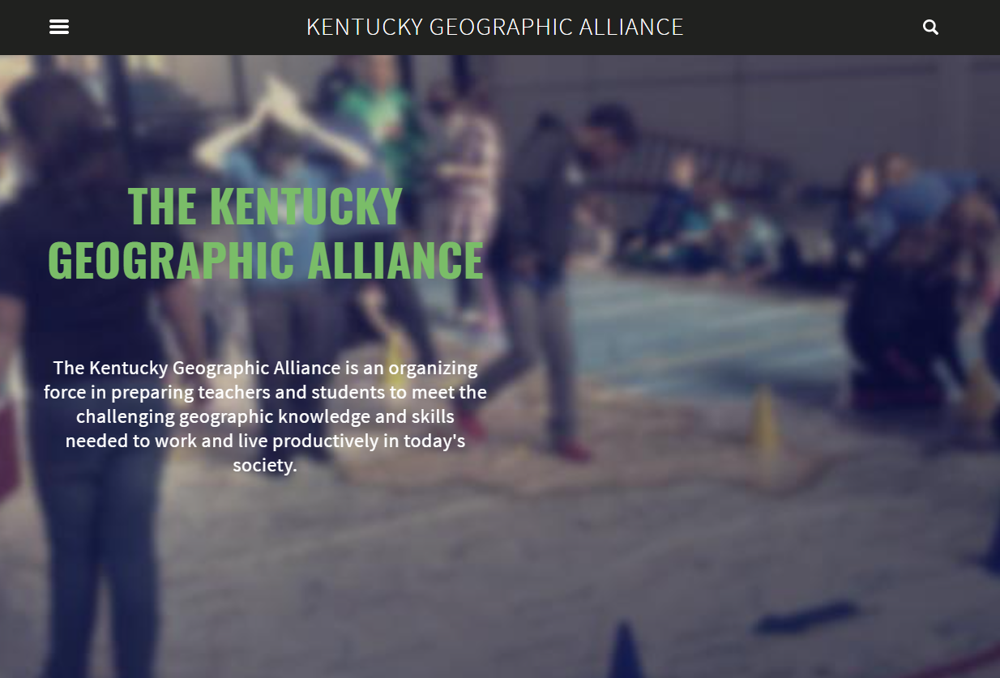 KENTUCKY GEOGRAPHIC ALLIANCE
THE KENTUCKY
GEOGRAPHIC ALLIANCE
The Kentucky Geographic Alliance is an organizing
force in preparing teachers and students to meet the
challenging geographic knowledge and skills
needed to work and live productively in today's
society.